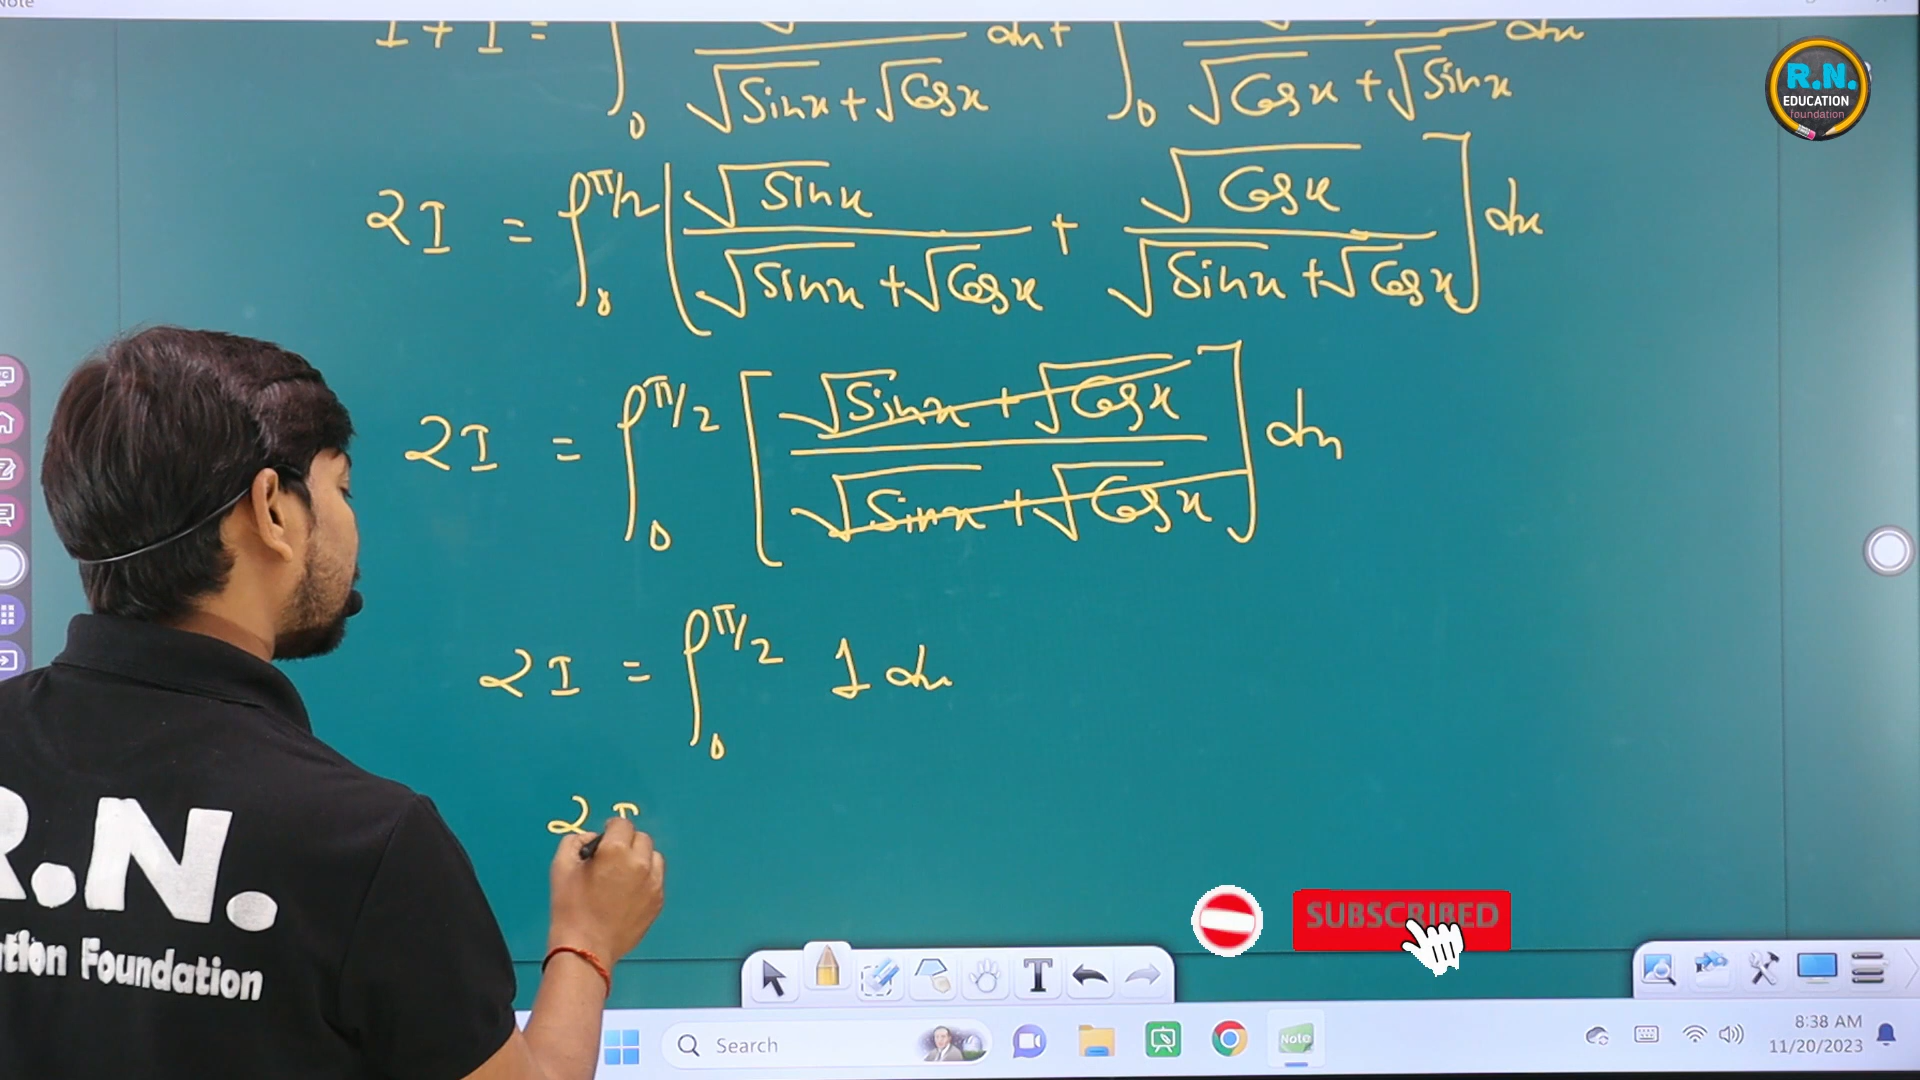 Note
R.N.
EDUCATION
foundation
I + I = ∫₀ √Sinx + √Cosx dx + ∫₀ √Cosx + √Sinx dx
2I = ∫₀^π/2 [ √Sinx / (√Sinx + √Cosx) + √Cosx / (√Sinx + √Cosx) ] dx
2I = ∫₀^π/2 [ (√Sinx + √Cosx) / (√Sinx + √Cosx) ] dx
2I = ∫₀^π/2 1 dx
2I
R.N.
Foundation
SUBSCRIBED
T
Search
Note
8:38 AM
11/20/2023